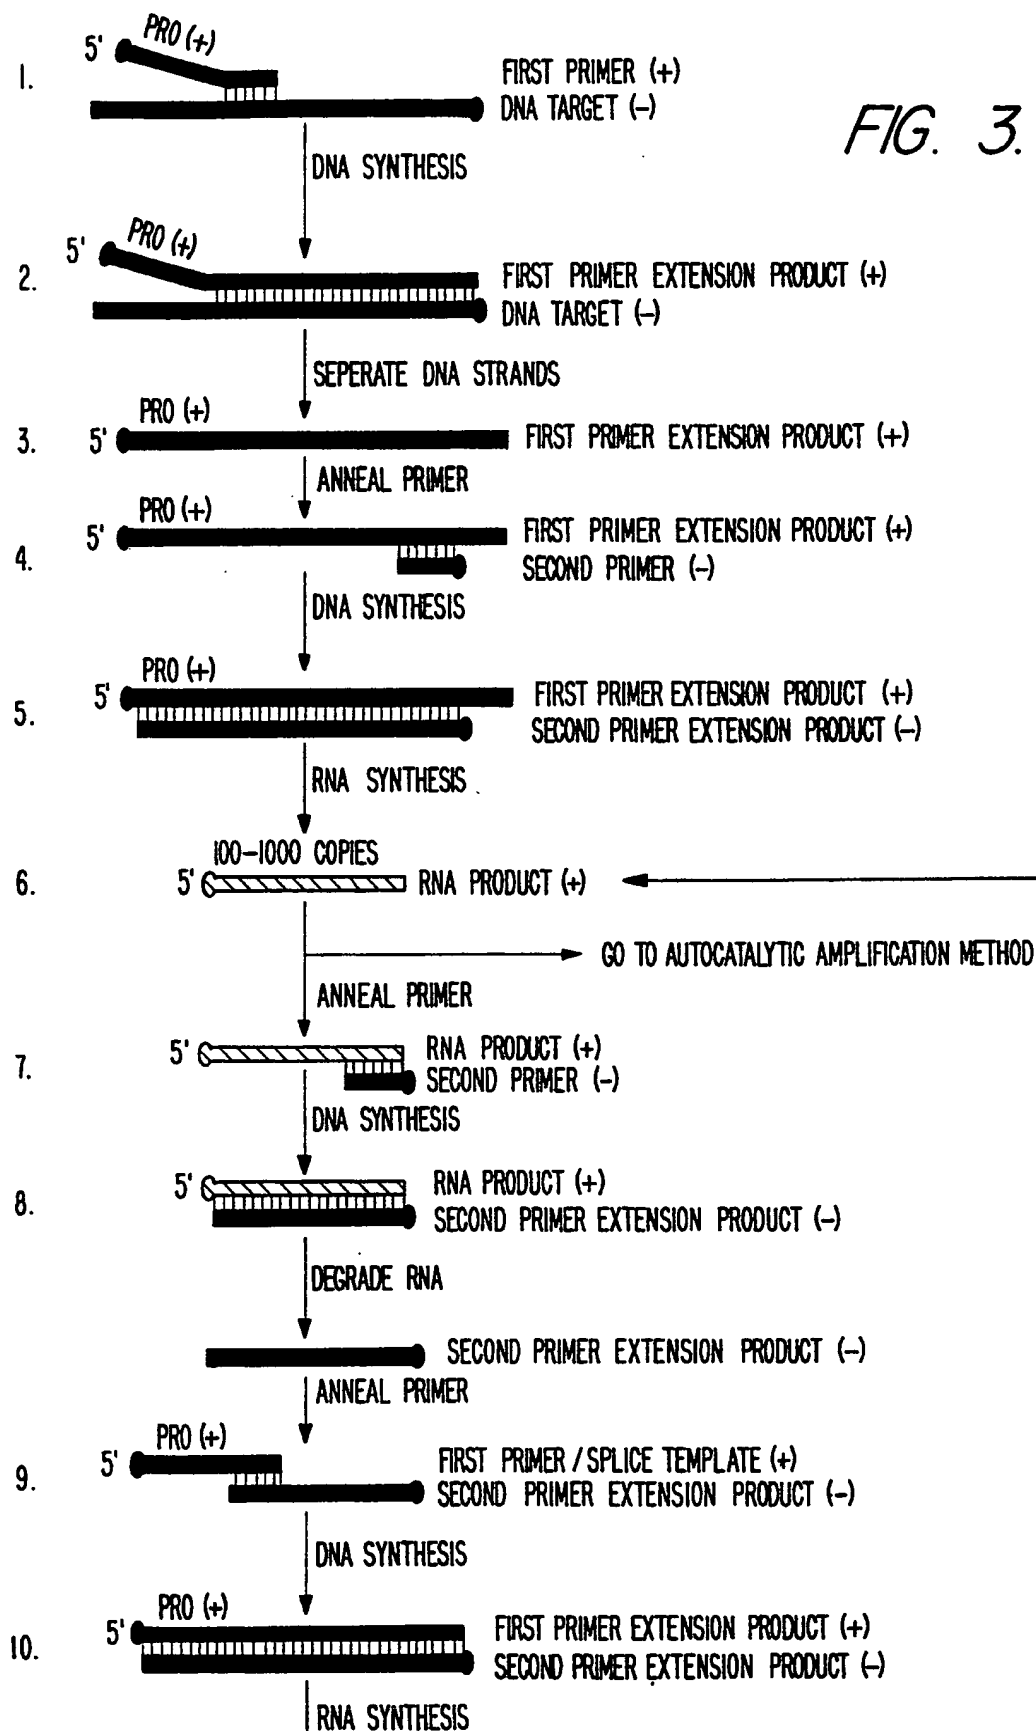 PRO (+)
5'
1.
FIRST PRIMER (+)
DNA TARGET (-)
FIG. 3.
DNA SYNTHESIS
PRO (+)
5'
2.
FIRST PRIMER EXTENSION PRODUCT (+)
DNA TARGET (-)
SEPERATE DNA STRANDS
PRO (+)
3.
5'
FIRST PRIMER EXTENSION PRODUCT (+)
ANNEAL PRIMER
PRO (+)
5'
FIRST PRIMER EXTENSION PRODUCT (+)
4.
SECOND PRIMER (-)
DNA SYNTHESIS
PRO (+)
5'
FIRST PRIMER EXTENSION PRODUCT (+)
5.
SECOND PRIMER EXTENSION PRODUCT (-)
RNA SYNTHESIS
100-1000 COPIES
6.
5'
RNA PRODUCT (+)
GO TO AUTOCATALYTIC AMPLIFICATION METHOD
ANNEAL PRIMER
5'
RNA PRODUCT (+)
7.
SECOND PRIMER (-)
DNA SYNTHESIS
5'
RNA PRODUCT (+)
8.
SECOND PRIMER EXTENSION PRODUCT (-)
DEGRADE RNA
SECOND PRIMER EXTENSION PRODUCT (-)
ANNEAL PRIMER
PRO (+)
5'
FIRST PRIMER / SPLICE TEMPLATE (+)
9.
SECOND PRIMER EXTENSION PRODUCT (-)
DNA SYNTHESIS
PRO (+)
5'
FIRST PRIMER EXTENSION PRODUCT (+)
10.
SECOND PRIMER EXTENSION PRODUCT (-)
RNA SYNTHESIS